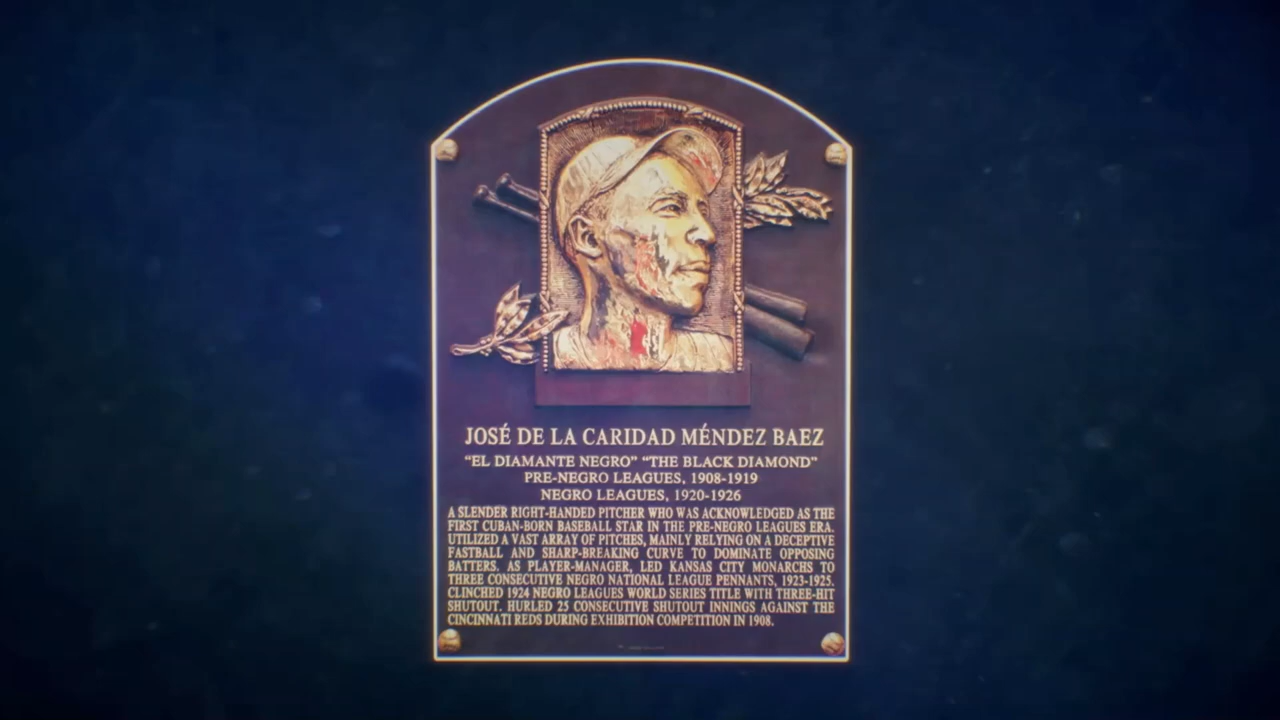 JOSÉ DE LA CARIDAD MÉNDEZ BAEZ
“EL DIAMANTE NEGRO” “THE BLACK DIAMOND”
PRE-NEGRO LEAGUES, 1908-1919
NEGRO LEAGUES, 1920-1926
A SLENDER RIGHT-HANDED PITCHER WHO WAS ACKNOWLEDGED AS THE
FIRST CUBAN-BORN BASEBALL STAR IN THE PRE-NEGRO LEAGUES ERA.
UTILIZED A VAST ARRAY OF PITCHES, MAINLY RELYING ON A DECEPTIVE
FASTBALL AND SHARP-BREAKING CURVE TO DOMINATE OPPOSING
BATTERS. AS PLAYER-MANAGER, LED KANSAS CITY MONARCHS TO
THREE CONSECUTIVE NEGRO NATIONAL LEAGUE PENNANTS, 1923-1925.
CLINCHED 1924 NEGRO LEAGUES WORLD SERIES TITLE WITH THREE-HIT
SHUTOUT. HURLED 25 CONSECUTIVE SHUTOUT INNINGS AGAINST THE
CINCINNATI REDS DURING EXHIBITION COMPETITION IN 1908.